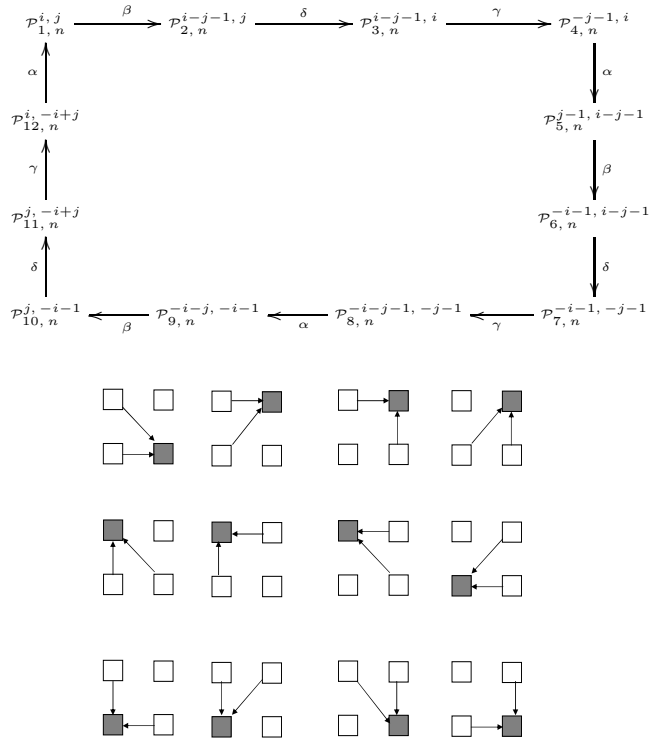 𝒫^{i, j}_{1, n} β 𝒫^{i-j-1, j}_{2, n} δ 𝒫^{i-j-1, i}_{3, n} γ 𝒫^{-j-1, i}_{4, n}
α α
𝒫^{i, -i+j}_{12, n} 𝒫^{j-1, i-j-1}_{5, n}
γ β
𝒫^{j, -i+j}_{11, n} 𝒫^{-i-1, i-j-1}_{6, n}
δ δ
𝒫^{j, -i-1}_{10, n} β 𝒫^{-i-j, -i-1}_{9, n} α 𝒫^{-i-j-1, -j-1}_{8, n} γ 𝒫^{-i-1, -j-1}_{7, n}